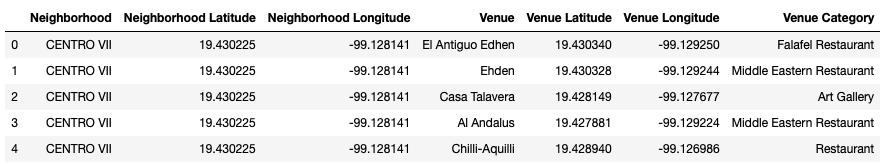 Neighborhood Neighborhood Latitude Neighborhood Longitude Venue Venue Latitude Venue Longitude Venue Category
0 CENTRO VII 19.430225 -99.128141 El Antiguo Edhen 19.430340 -99.129250 Falafel Restaurant
1 CENTRO VII 19.430225 -99.128141 Ehden 19.430328 -99.129244 Middle Eastern Restaurant
2 CENTRO VII 19.430225 -99.128141 Casa Talavera 19.428149 -99.127677 Art Gallery
3 CENTRO VII 19.430225 -99.128141 Al Andalus 19.427881 -99.129224 Middle Eastern Restaurant
4 CENTRO VII 19.430225 -99.128141 Chilli-Aquilli 19.428940 -99.126986 Restaurant